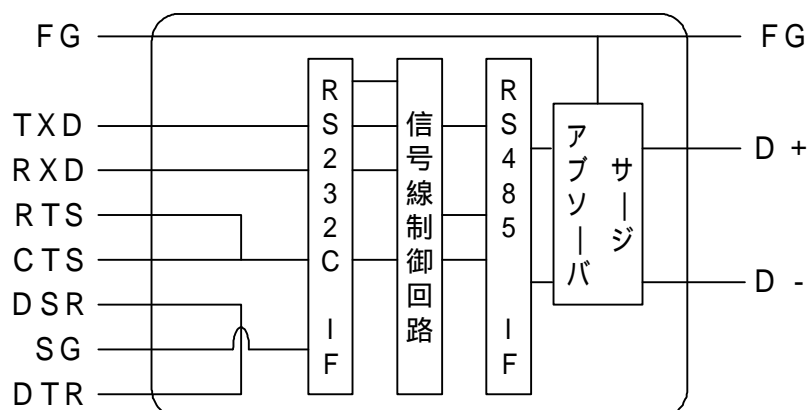 FG
TXD
RXD
RTS
CTS
DSR
SG
DTR
RS232C IF
信号線制御回路
RS485 IF
サージ
アブソーバ
FG
D +
D -